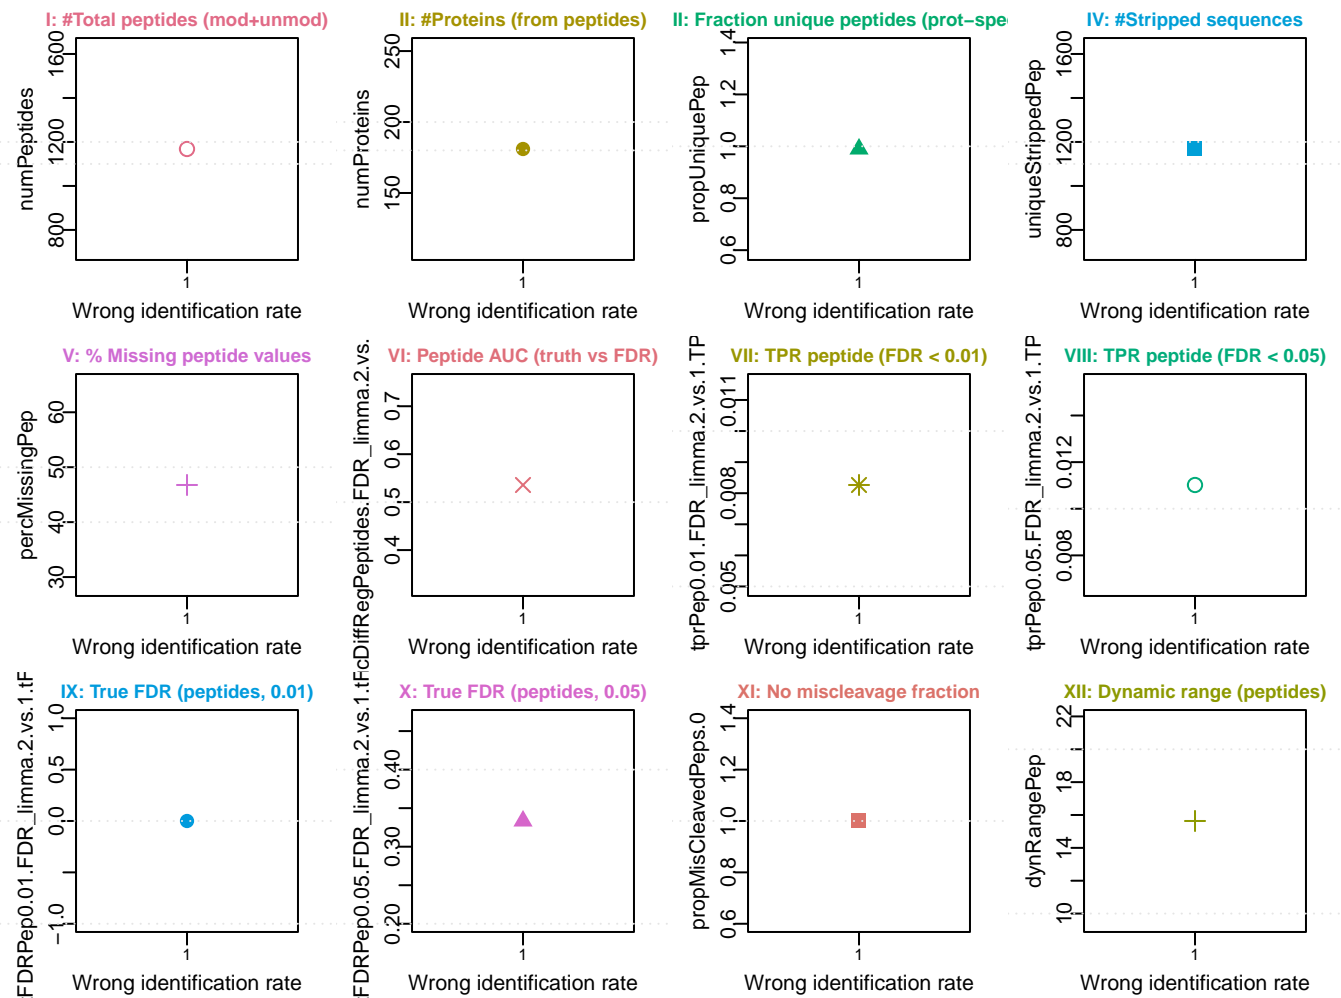 I: #Total peptides (mod+unmod)
numPeptides
800
1200
1600
1
Wrong identification rate
II: #Proteins (from peptides)
numProteins
150
200
250
1
Wrong identification rate
II: Fraction unique peptides (prot−spe
propUniquePep
0.6
0.8
1.0
1.2
1.4
1
Wrong identification rate
IV: #Stripped sequences
uniqueStrippedPep
800
1200
1600
1
Wrong identification rate
V: % Missing peptide values
percMissingPep
30
40
50
60
1
Wrong identification rate
VI: Peptide AUC (truth vs FDR)
FcDiffRegPeptides.FDR_limma.2.vs.
0.4
0.5
0.6
0.7
1
Wrong identification rate
VII: TPR peptide (FDR < 0.01)
tprPep0.01.FDR_limma.2.vs.1.TP
0.005
0.008
0.011
1
Wrong identification rate
VIII: TPR peptide (FDR < 0.05)
tprPep0.05.FDR_limma.2.vs.1.TP
0.008
0.012
1
Wrong identification rate
IX: True FDR (peptides, 0.01)
FDRPep0.01.FDR_limma.2.vs.1.tF
−1.0
0.0
0.5
1.0
1
Wrong identification rate
X: True FDR (peptides, 0.05)
FDRPep0.05.FDR_limma.2.vs.1.tF
0.20
0.30
0.40
1
Wrong identification rate
XI: No miscleavage fraction
propMisCleavedPeps.0
0.6
0.8
1.0
1.2
1.4
1
Wrong identification rate
XII: Dynamic range (peptides)
dynRangePep
10
14
18
22
1
Wrong identification rate